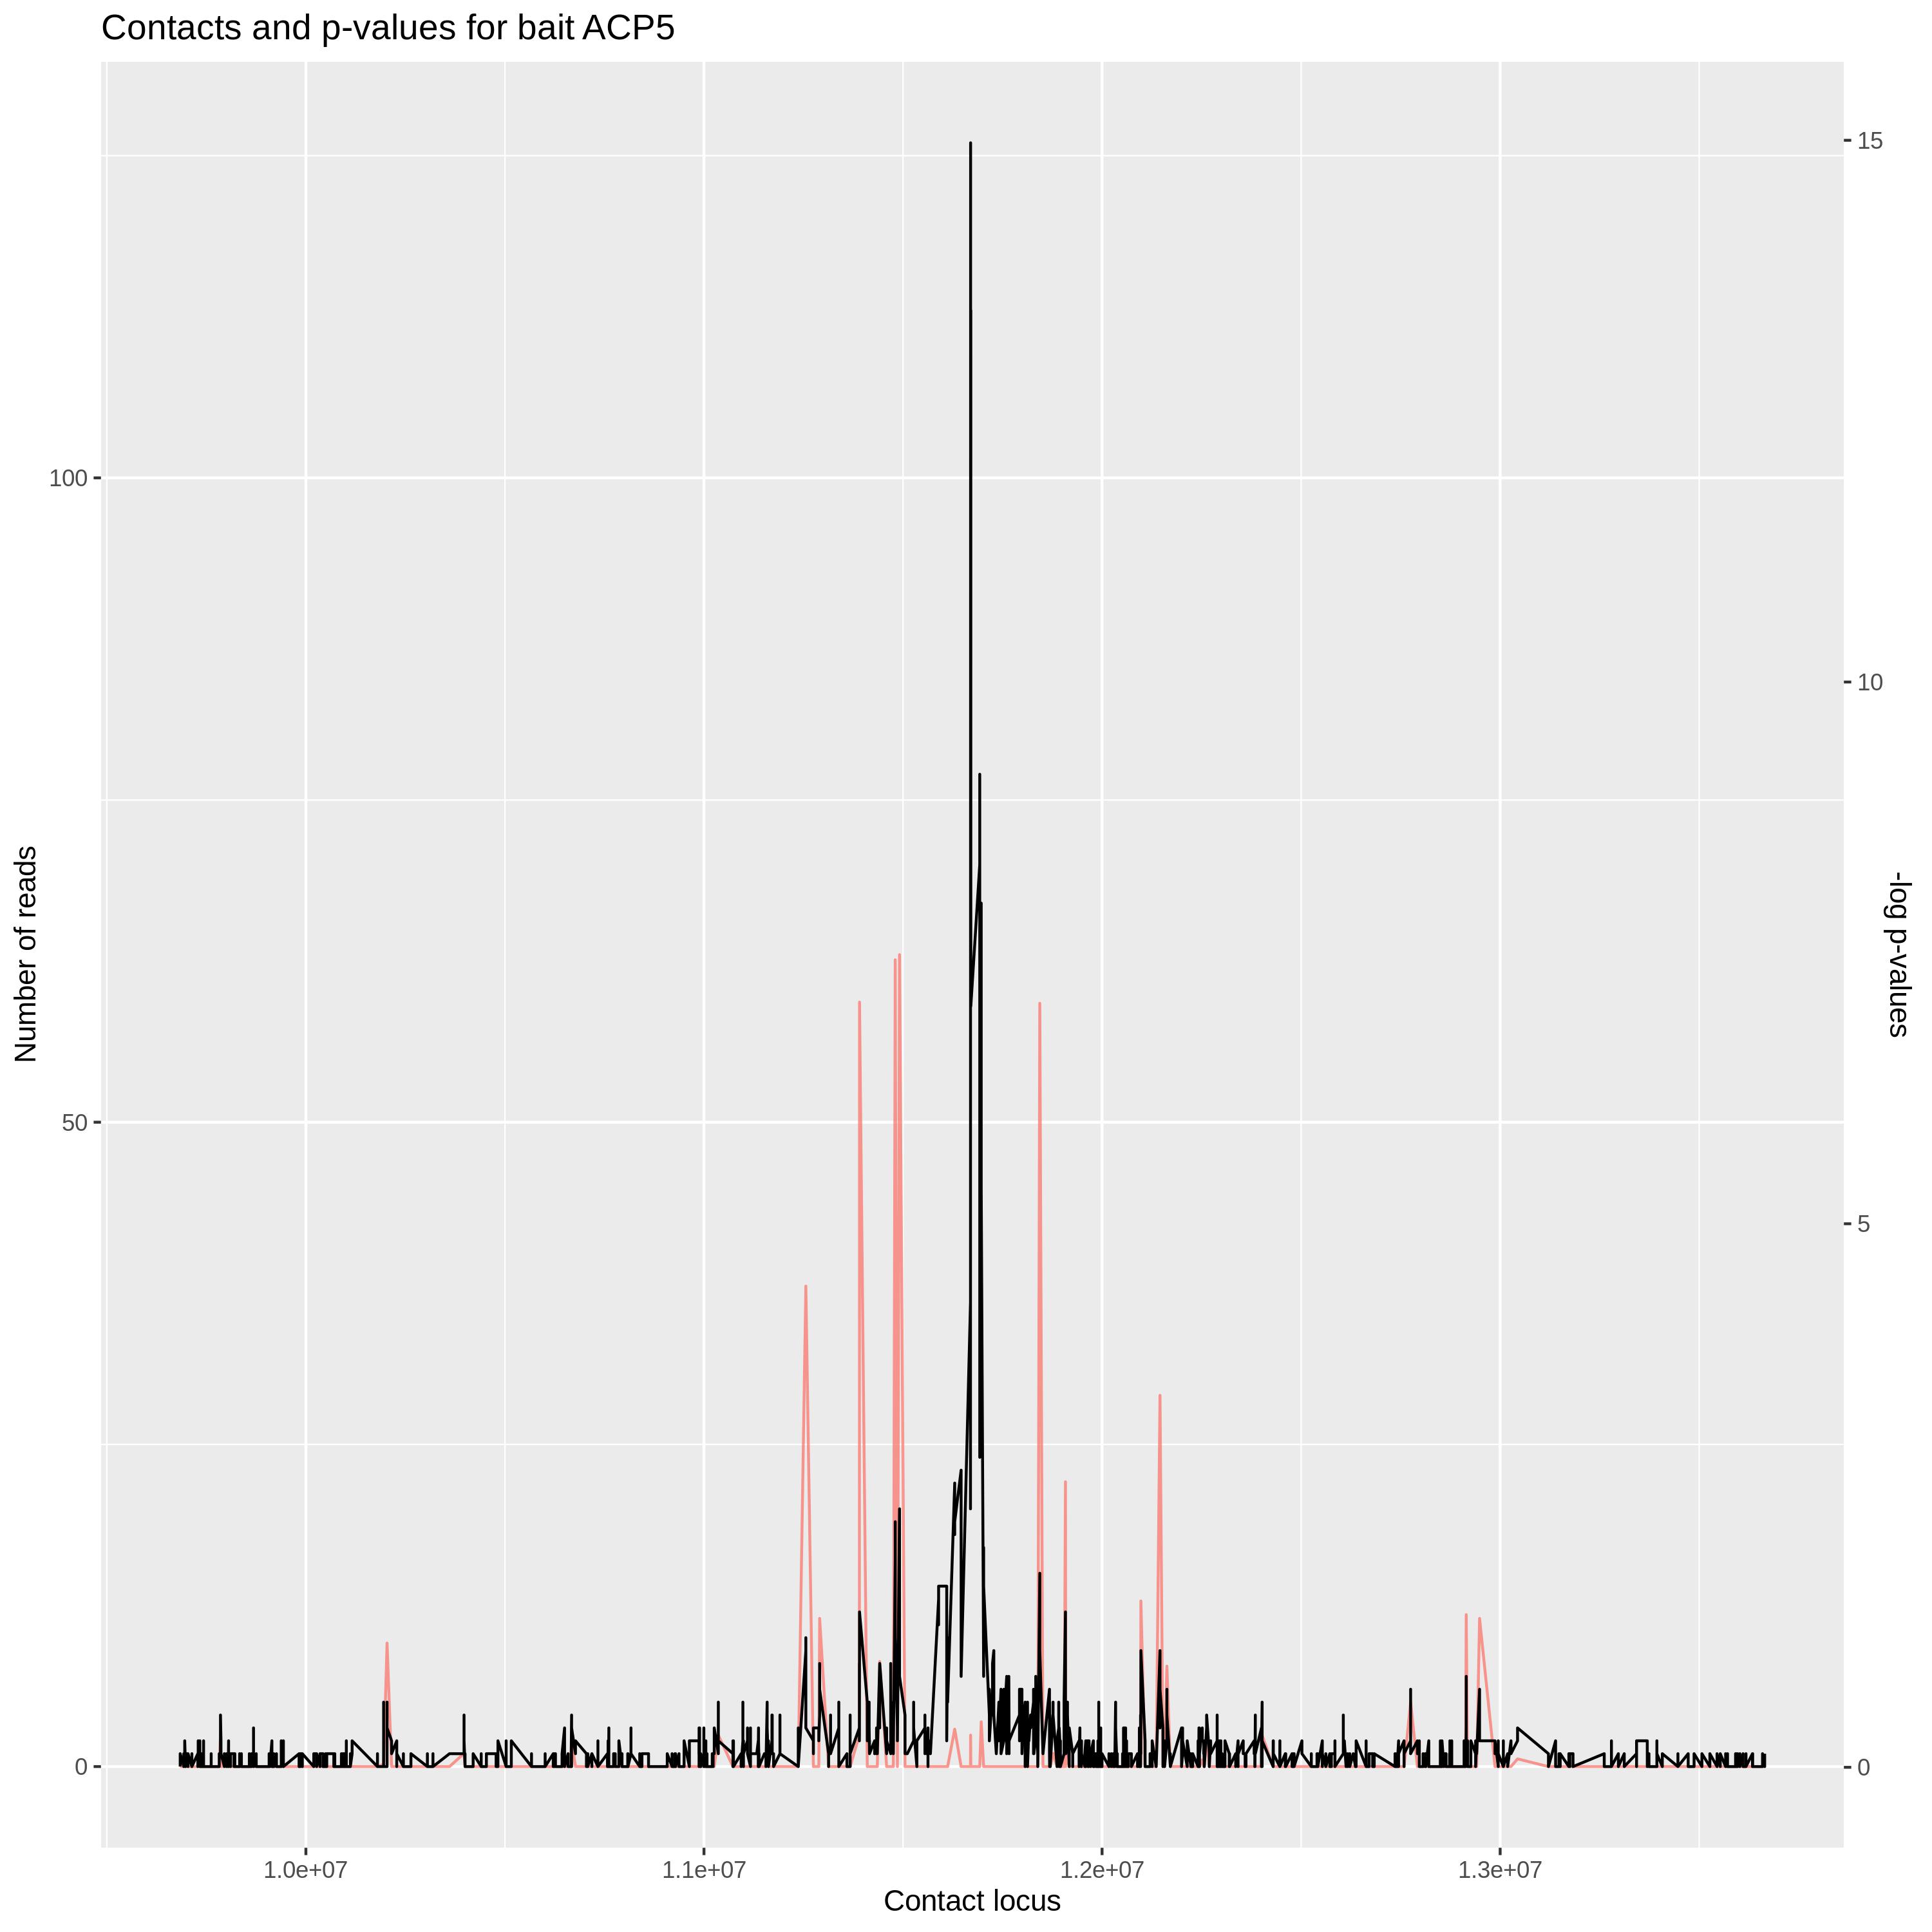 Contacts and p-values for bait ACP5
15
100
10
Number of reads
-log p-values
50
5
0
0
1.0e+07
1.1e+07
1.2e+07
1.3e+07
Contact locus